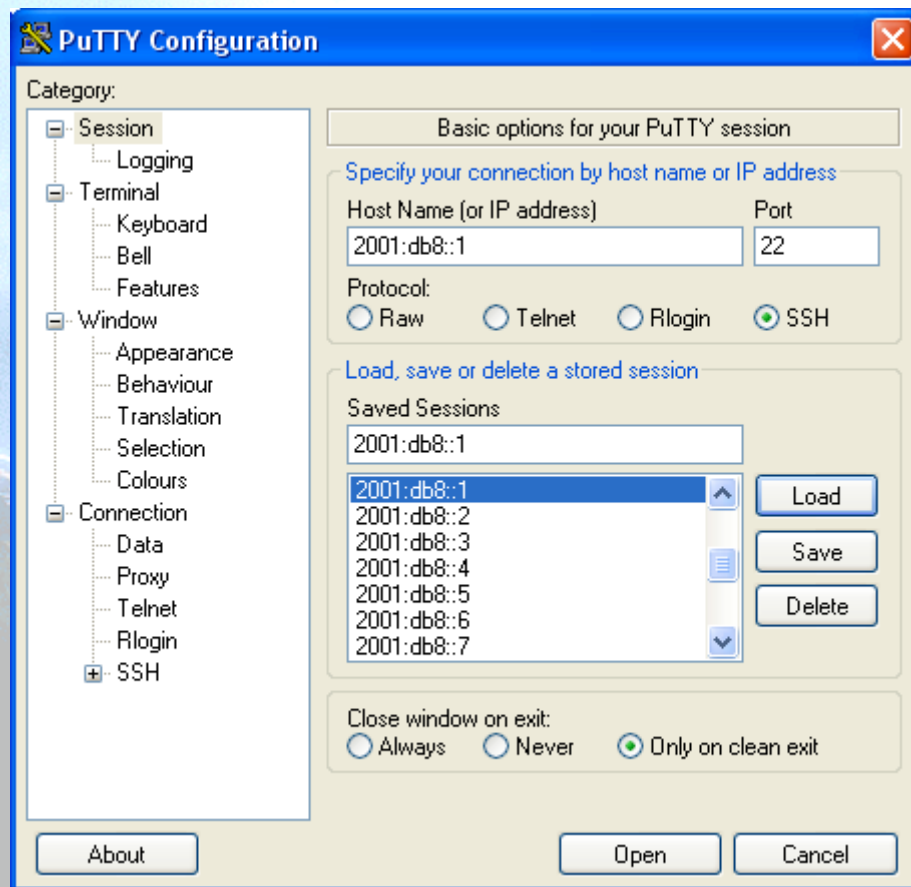 PuTTY Configuration
Category:
Session
Logging
Terminal
Keyboard
Bell
Features
Window
Appearance
Behaviour
Translation
Selection
Colours
Connection
Data
Proxy
Telnet
Rlogin
SSH
Basic options for your PuTTY session
Specify your connection by host name or IP address
Host Name (or IP address) Port
2001:db8::1 22
Protocol:
Raw Telnet Rlogin SSH
Load, save or delete a stored session
Saved Sessions
2001:db8::1
2001:db8::1
2001:db8::2
2001:db8::3
2001:db8::4
2001:db8::5
2001:db8::6
2001:db8::7
Load
Save
Delete
Close window on exit:
Always Never Only on clean exit
About Open Cancel